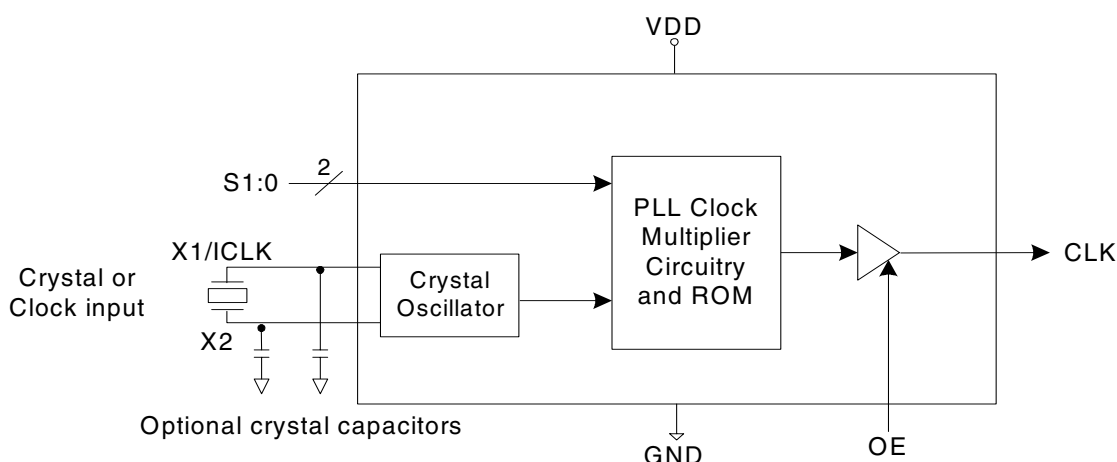 VDD
S1:0
2
PLL Clock
Multiplier
Circuitry
and ROM
CLK
X1/ICLK
Crystal or
Clock input
Crystal
Oscillator
X2
Optional crystal capacitors
GND
OE